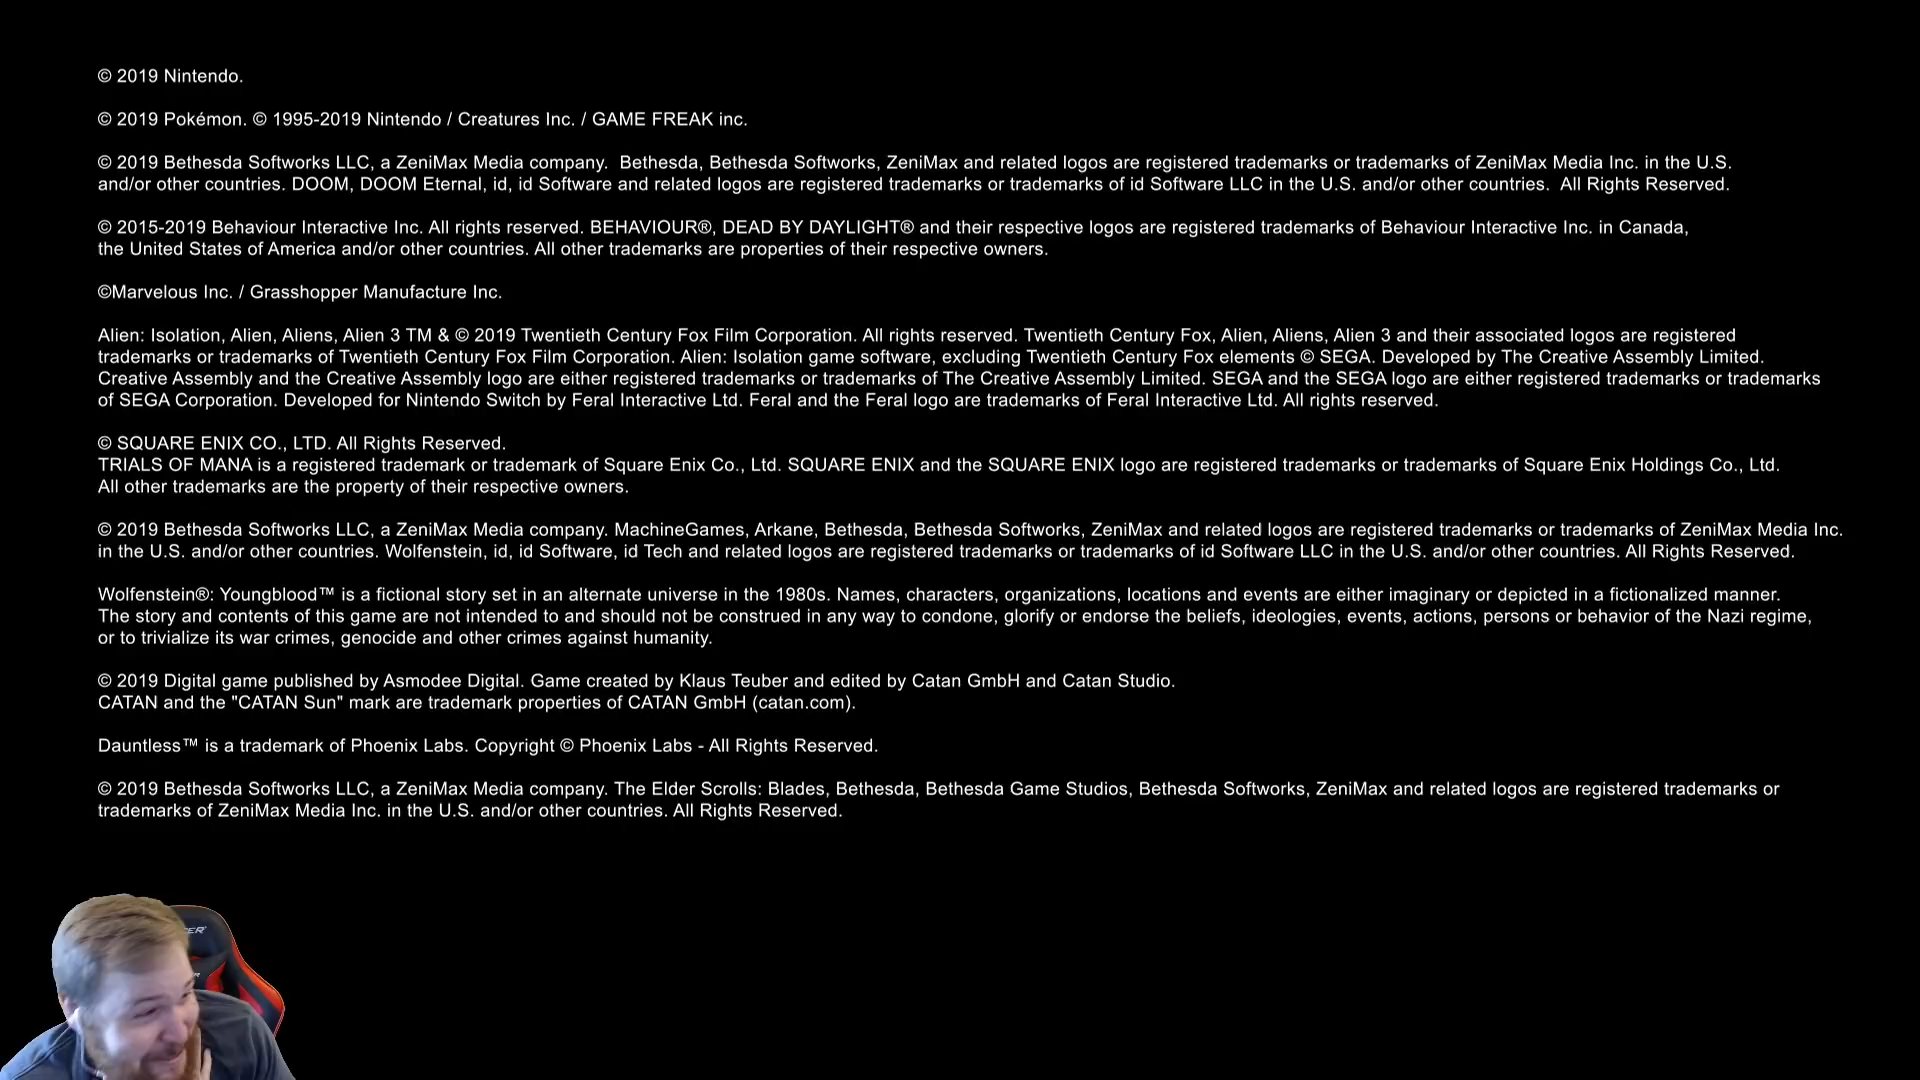 © 2019 Nintendo.
© 2019 Pokémon. © 1995-2019 Nintendo / Creatures Inc. / GAME FREAK inc.
© 2019 Bethesda Softworks LLC, a ZeniMax Media company.  Bethesda, Bethesda Softworks, ZeniMax and related logos are registered trademarks or trademarks of ZeniMax Media Inc. in the U.S.
and/or other countries. DOOM, DOOM Eternal, id, id Software and related logos are registered trademarks or trademarks of id Software LLC in the U.S. and/or other countries.  All Rights Reserved.
© 2015-2019 Behaviour Interactive Inc. All rights reserved. BEHAVIOUR®, DEAD BY DAYLIGHT® and their respective logos are registered trademarks of Behaviour Interactive Inc. in Canada,
the United States of America and/or other countries. All other trademarks are properties of their respective owners.
©Marvelous Inc. / Grasshopper Manufacture Inc.
Alien: Isolation, Alien, Aliens, Alien 3 TM & © 2019 Twentieth Century Fox Film Corporation. All rights reserved. Twentieth Century Fox, Alien, Aliens, Alien 3 and their associated logos are registered
trademarks or trademarks of Twentieth Century Fox Film Corporation. Alien: Isolation game software, excluding Twentieth Century Fox elements © SEGA. Developed by The Creative Assembly Limited.
Creative Assembly and the Creative Assembly logo are either registered trademarks or trademarks of The Creative Assembly Limited. SEGA and the SEGA logo are either registered trademarks or trademarks
of SEGA Corporation. Developed for Nintendo Switch by Feral Interactive Ltd. Feral and the Feral logo are trademarks of Feral Interactive Ltd. All rights reserved.
© SQUARE ENIX CO., LTD. All Rights Reserved.
TRIALS OF MANA is a registered trademark or trademark of Square Enix Co., Ltd. SQUARE ENIX and the SQUARE ENIX logo are registered trademarks or trademarks of Square Enix Holdings Co., Ltd.
All other trademarks are the property of their respective owners.
© 2019 Bethesda Softworks LLC, a ZeniMax Media company. MachineGames, Arkane, Bethesda, Bethesda Softworks, ZeniMax and related logos are registered trademarks or trademarks of ZeniMax Media Inc.
in the U.S. and/or other countries. Wolfenstein, id, id Software, id Tech and related logos are registered trademarks or trademarks of id Software LLC in the U.S. and/or other countries. All Rights Reserved.
Wolfenstein®: Youngblood™ is a fictional story set in an alternate universe in the 1980s. Names, characters, organizations, locations and events are either imaginary or depicted in a fictionalized manner.
The story and contents of this game are not intended to and should not be construed in any way to condone, glorify or endorse the beliefs, ideologies, events, actions, persons or behavior of the Nazi regime,
or to trivialize its war crimes, genocide and other crimes against humanity.
© 2019 Digital game published by Asmodee Digital. Game created by Klaus Teuber and edited by Catan GmbH and Catan Studio.
CATAN and the "CATAN Sun" mark are trademark properties of CATAN GmbH (catan.com).
Dauntless™ is a trademark of Phoenix Labs. Copyright © Phoenix Labs - All Rights Reserved.
© 2019 Bethesda Softworks LLC, a ZeniMax Media company. The Elder Scrolls: Blades, Bethesda, Bethesda Game Studios, Bethesda Softworks, ZeniMax and related logos are registered trademarks or
trademarks of ZeniMax Media Inc. in the U.S. and/or other countries. All Rights Reserved.